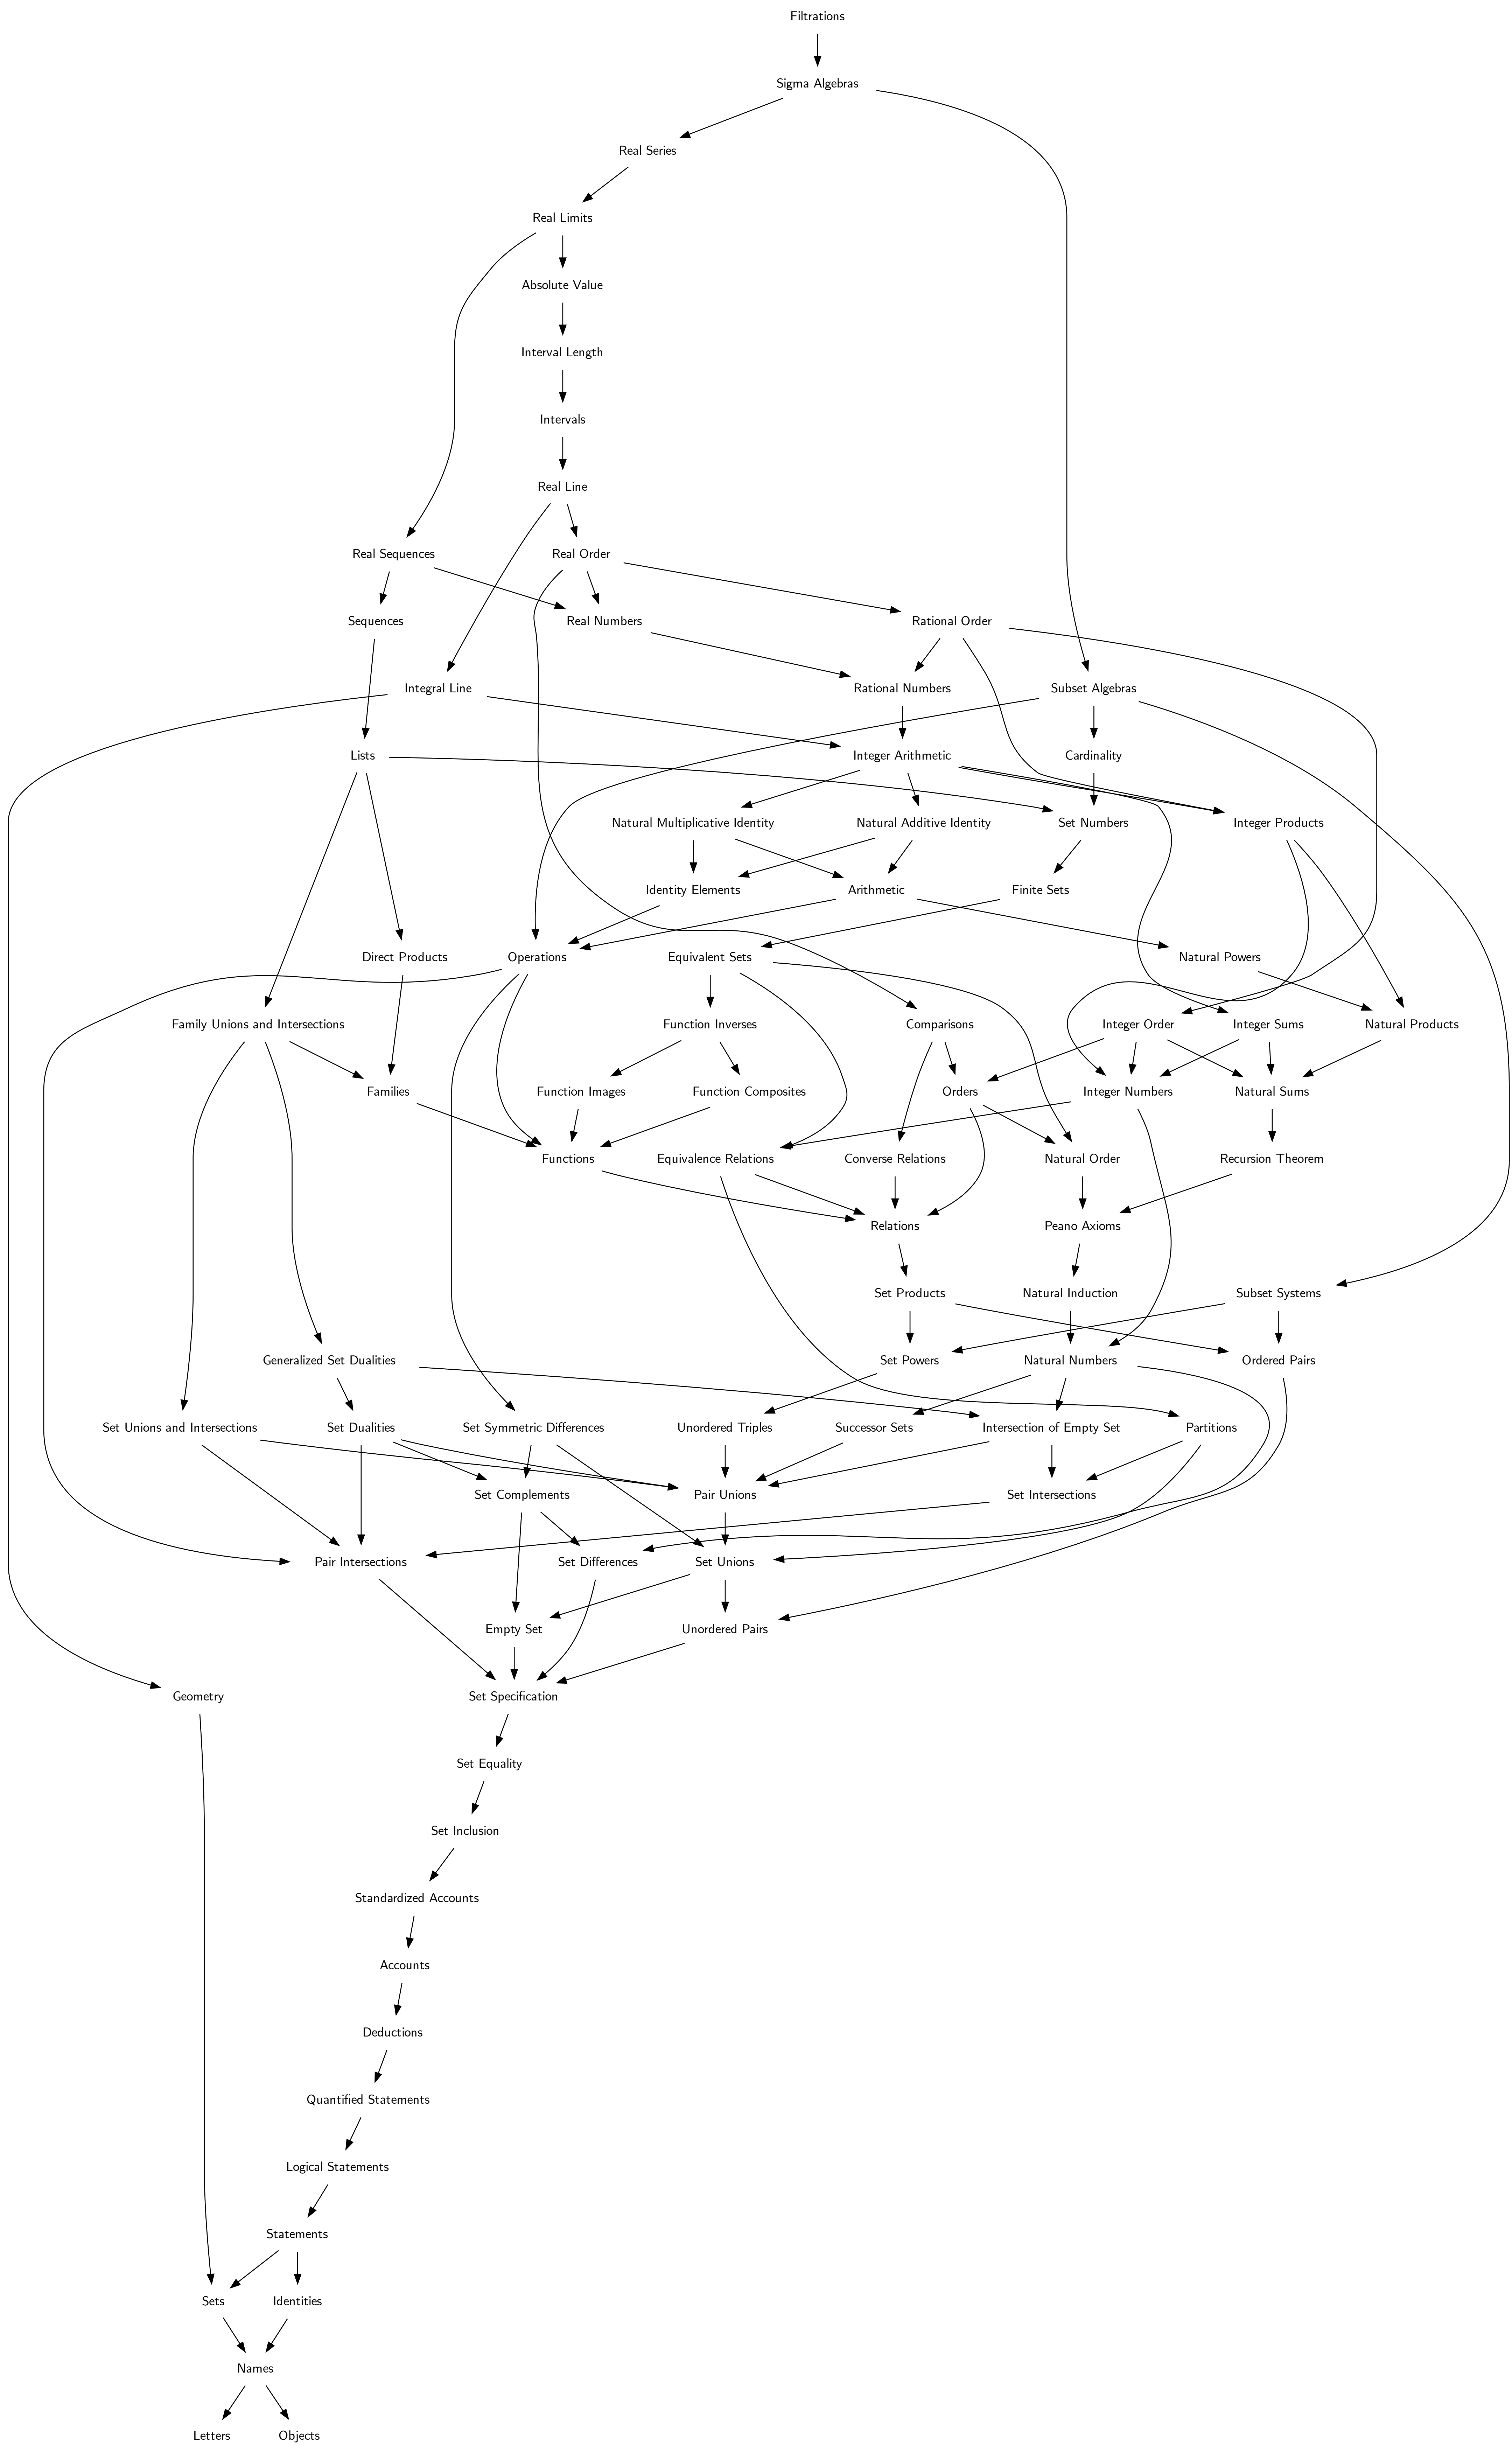 Filtrations
Sigma Algebras
Real Series
Real Limits
Absolute Value
Interval Length
Intervals
Real Line
Real Sequences
Real Order
Sequences
Real Numbers
Rational Order
Integral Line
Rational Numbers
Subset Algebras
Lists
Integer Arithmetic
Cardinality
Natural Multiplicative Identity
Natural Additive Identity
Set Numbers
Integer Products
Identity Elements
Arithmetic
Finite Sets
Direct Products
Operations
Equivalent Sets
Natural Powers
Family Unions and Intersections
Function Inverses
Comparisons
Integer Order
Integer Sums
Natural Products
Families
Function Images
Function Composites
Orders
Integer Numbers
Natural Sums
Functions
Equivalence Relations
Converse Relations
Natural Order
Recursion Theorem
Relations
Peano Axioms
Set Products
Natural Induction
Subset Systems
Generalized Set Dualities
Set Powers
Natural Numbers
Ordered Pairs
Set Unions and Intersections
Set Dualities
Set Symmetric Differences
Unordered Triples
Successor Sets
Intersection of Empty Set
Partitions
Set Complements
Pair Unions
Set Intersections
Pair Intersections
Set Differences
Set Unions
Empty Set
Unordered Pairs
Geometry
Set Specification
Set Equality
Set Inclusion
Standardized Accounts
Accounts
Deductions
Quantified Statements
Logical Statements
Statements
Sets
Identities
Names
Letters
Objects